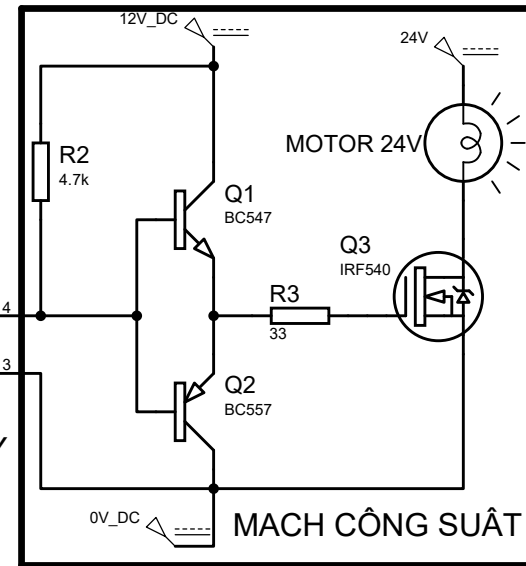 12V_DC
24V
R2
4.7k
MOTOR 24V
Q1
BC547
Q3
IRF540
4
R3
33
3
Q2
BC557
0V_DC
MACH CÔNG SUÂT